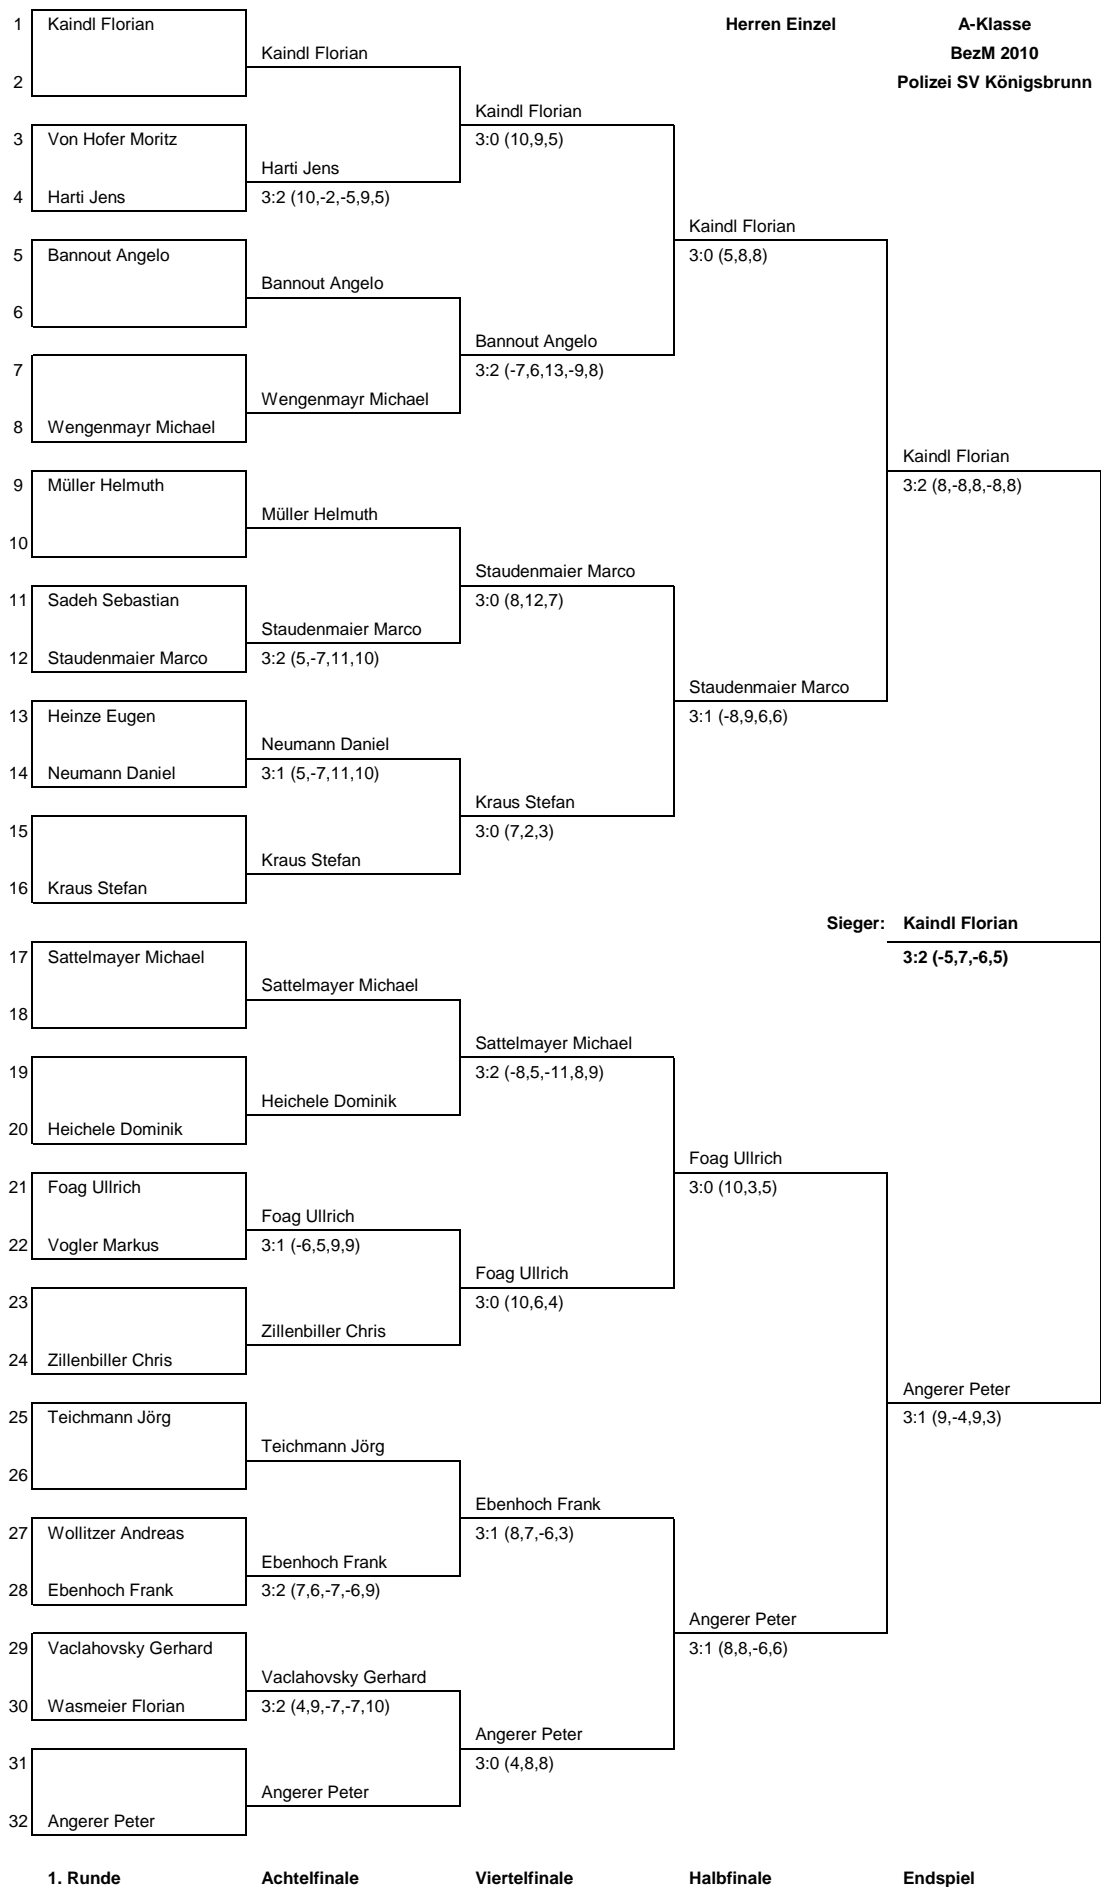 Herren Einzel A-Klasse
BezM 2010
Polizei SV Königsbrunn
1 Kaindl Florian
Kaindl Florian
2
Kaindl Florian
3 Von Hofer Moritz 3:0 (10,9,5)
Harti Jens
4 Harti Jens 3:2 (10,-2,-5,9,5)
Kaindl Florian
5 Bannout Angelo 3:0 (5,8,8)
Bannout Angelo
6
Bannout Angelo
7 3:2 (-7,6,13,-9,8)
Wengenmayr Michael
8 Wengenmayr Michael
Kaindl Florian
9 Müller Helmuth 3:2 (8,-8,8,-8,8)
Müller Helmuth
10
Staudenmaier Marco
11 Sadeh Sebastian 3:0 (8,12,7)
Staudenmaier Marco
12 Staudenmaier Marco 3:2 (5,-7,11,10)
Staudenmaier Marco
13 Heinze Eugen 3:1 (-8,9,6,6)
Neumann Daniel
14 Neumann Daniel 3:1 (5,-7,11,10)
Kraus Stefan
15 3:0 (7,2,3)
Kraus Stefan
16 Kraus Stefan
Sieger: Kaindl Florian
17 Sattelmayer Michael 3:2 (-5,7,-6,5)
Sattelmayer Michael
18
Sattelmayer Michael
19 3:2 (-8,5,-11,8,9)
Heichele Dominik
20 Heichele Dominik
Foag Ullrich
21 Foag Ullrich 3:0 (10,3,5)
Foag Ullrich
22 Vogler Markus 3:1 (-6,5,9,9)
Foag Ullrich
23 3:0 (10,6,4)
Zillenbiller Chris
24 Zillenbiller Chris
Angerer Peter
25 Teichmann Jörg 3:1 (9,-4,9,3)
Teichmann Jörg
26
Ebenhoch Frank
27 Wollitzer Andreas 3:1 (8,7,-6,3)
Ebenhoch Frank
28 Ebenhoch Frank 3:2 (7,6,-7,-6,9)
Angerer Peter
29 Vaclahovsky Gerhard 3:1 (8,8,-6,6)
Vaclahovsky Gerhard
30 Wasmeier Florian 3:2 (4,9,-7,-7,10)
Angerer Peter
31 3:0 (4,8,8)
Angerer Peter
32 Angerer Peter
1. Runde Achtelfinale Viertelfinale Halbfinale Endspiel